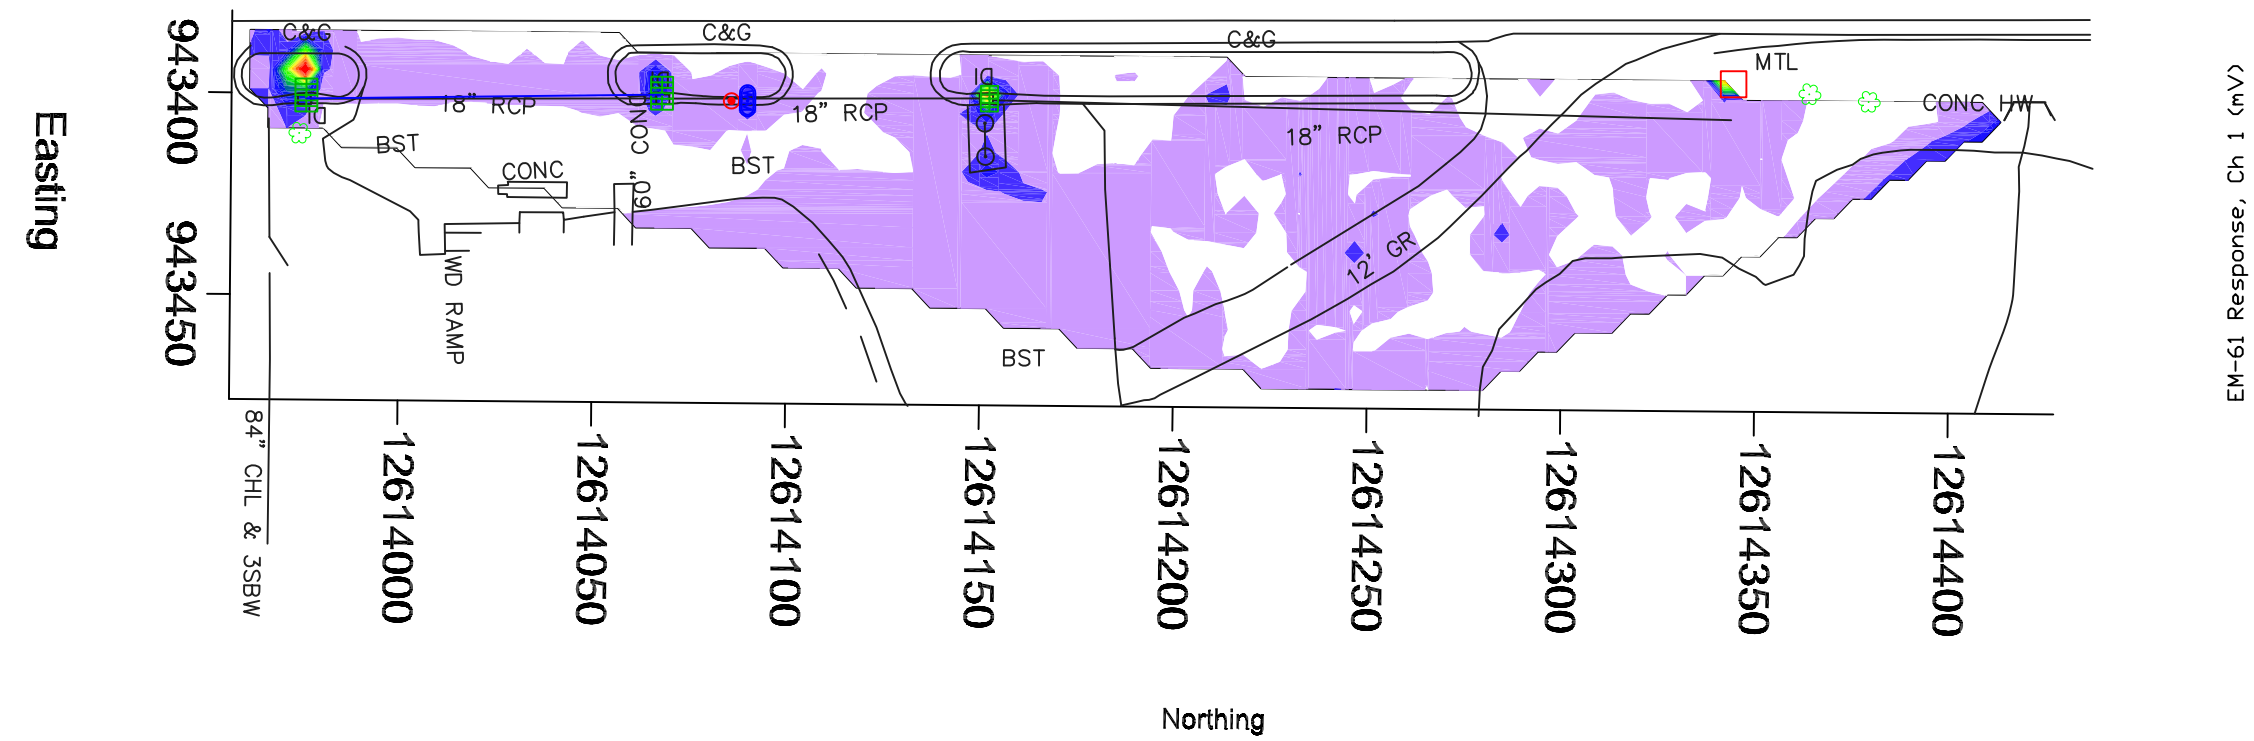 C&G
C&G
C&G
MTL
DI
943400
18" RCP
18" RCP
18" RCP
CONC HW
DI
CONC
BST
BST
CONC
60"
Easting
943450
12' GR
WD RAMP
BST
84" CHL & 3SBW
12614000
12614050
12614100
12614150
12614200
12614250
12614300
12614350
12614400
Northing
EM-61 Response, Ch 1 (mV)